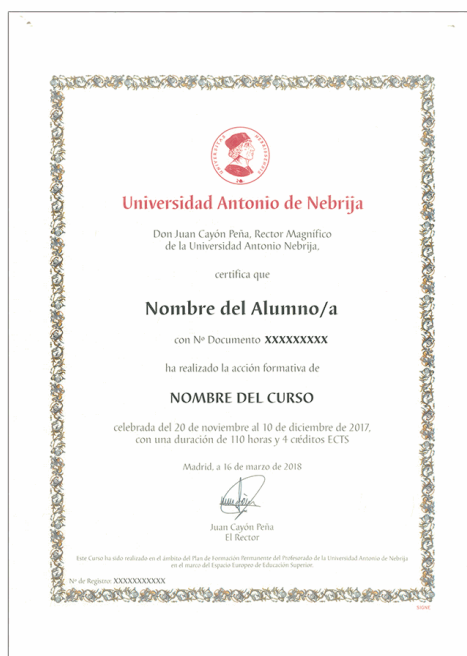 Universidad Antonio de Nebrija
Don Juan Cayón Peña, Rector Magnífico
de la Universidad Antonio Nebrija,
certifica que
Nombre del Alumno/a
con Nº Documento XXXXXXXXX
ha realizado la acción formativa de
NOMBRE DEL CURSO
celebrada del 20 de noviembre al 10 de diciembre de 2017,
con una duración de 110 horas y 4 créditos ECTS
Madrid, a 16 de marzo de 2018
Juan Cayón Peña
El Rector
Este Curso ha sido realizado en el ámbito del Plan de Formación Permanente del Profesorado de la Universidad Antonio de Nebrija
en el marco del Espacio Europeo de Educación Superior.
Nº de Registro: XXXXXXXXXXX